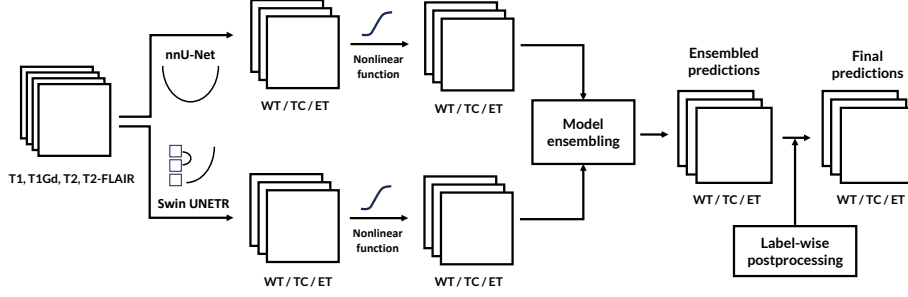 T1, T1Gd, T2, T2-FLAIR
nnU-Net
Swin UNETR
WT / TC / ET
Nonlinear
function
WT / TC / ET
WT / TC / ET
Nonlinear
function
WT / TC / ET
Model
ensembling
Ensembled
predictions
WT / TC / ET
Label-wise
postprocessing
Final
predictions
WT / TC / ET